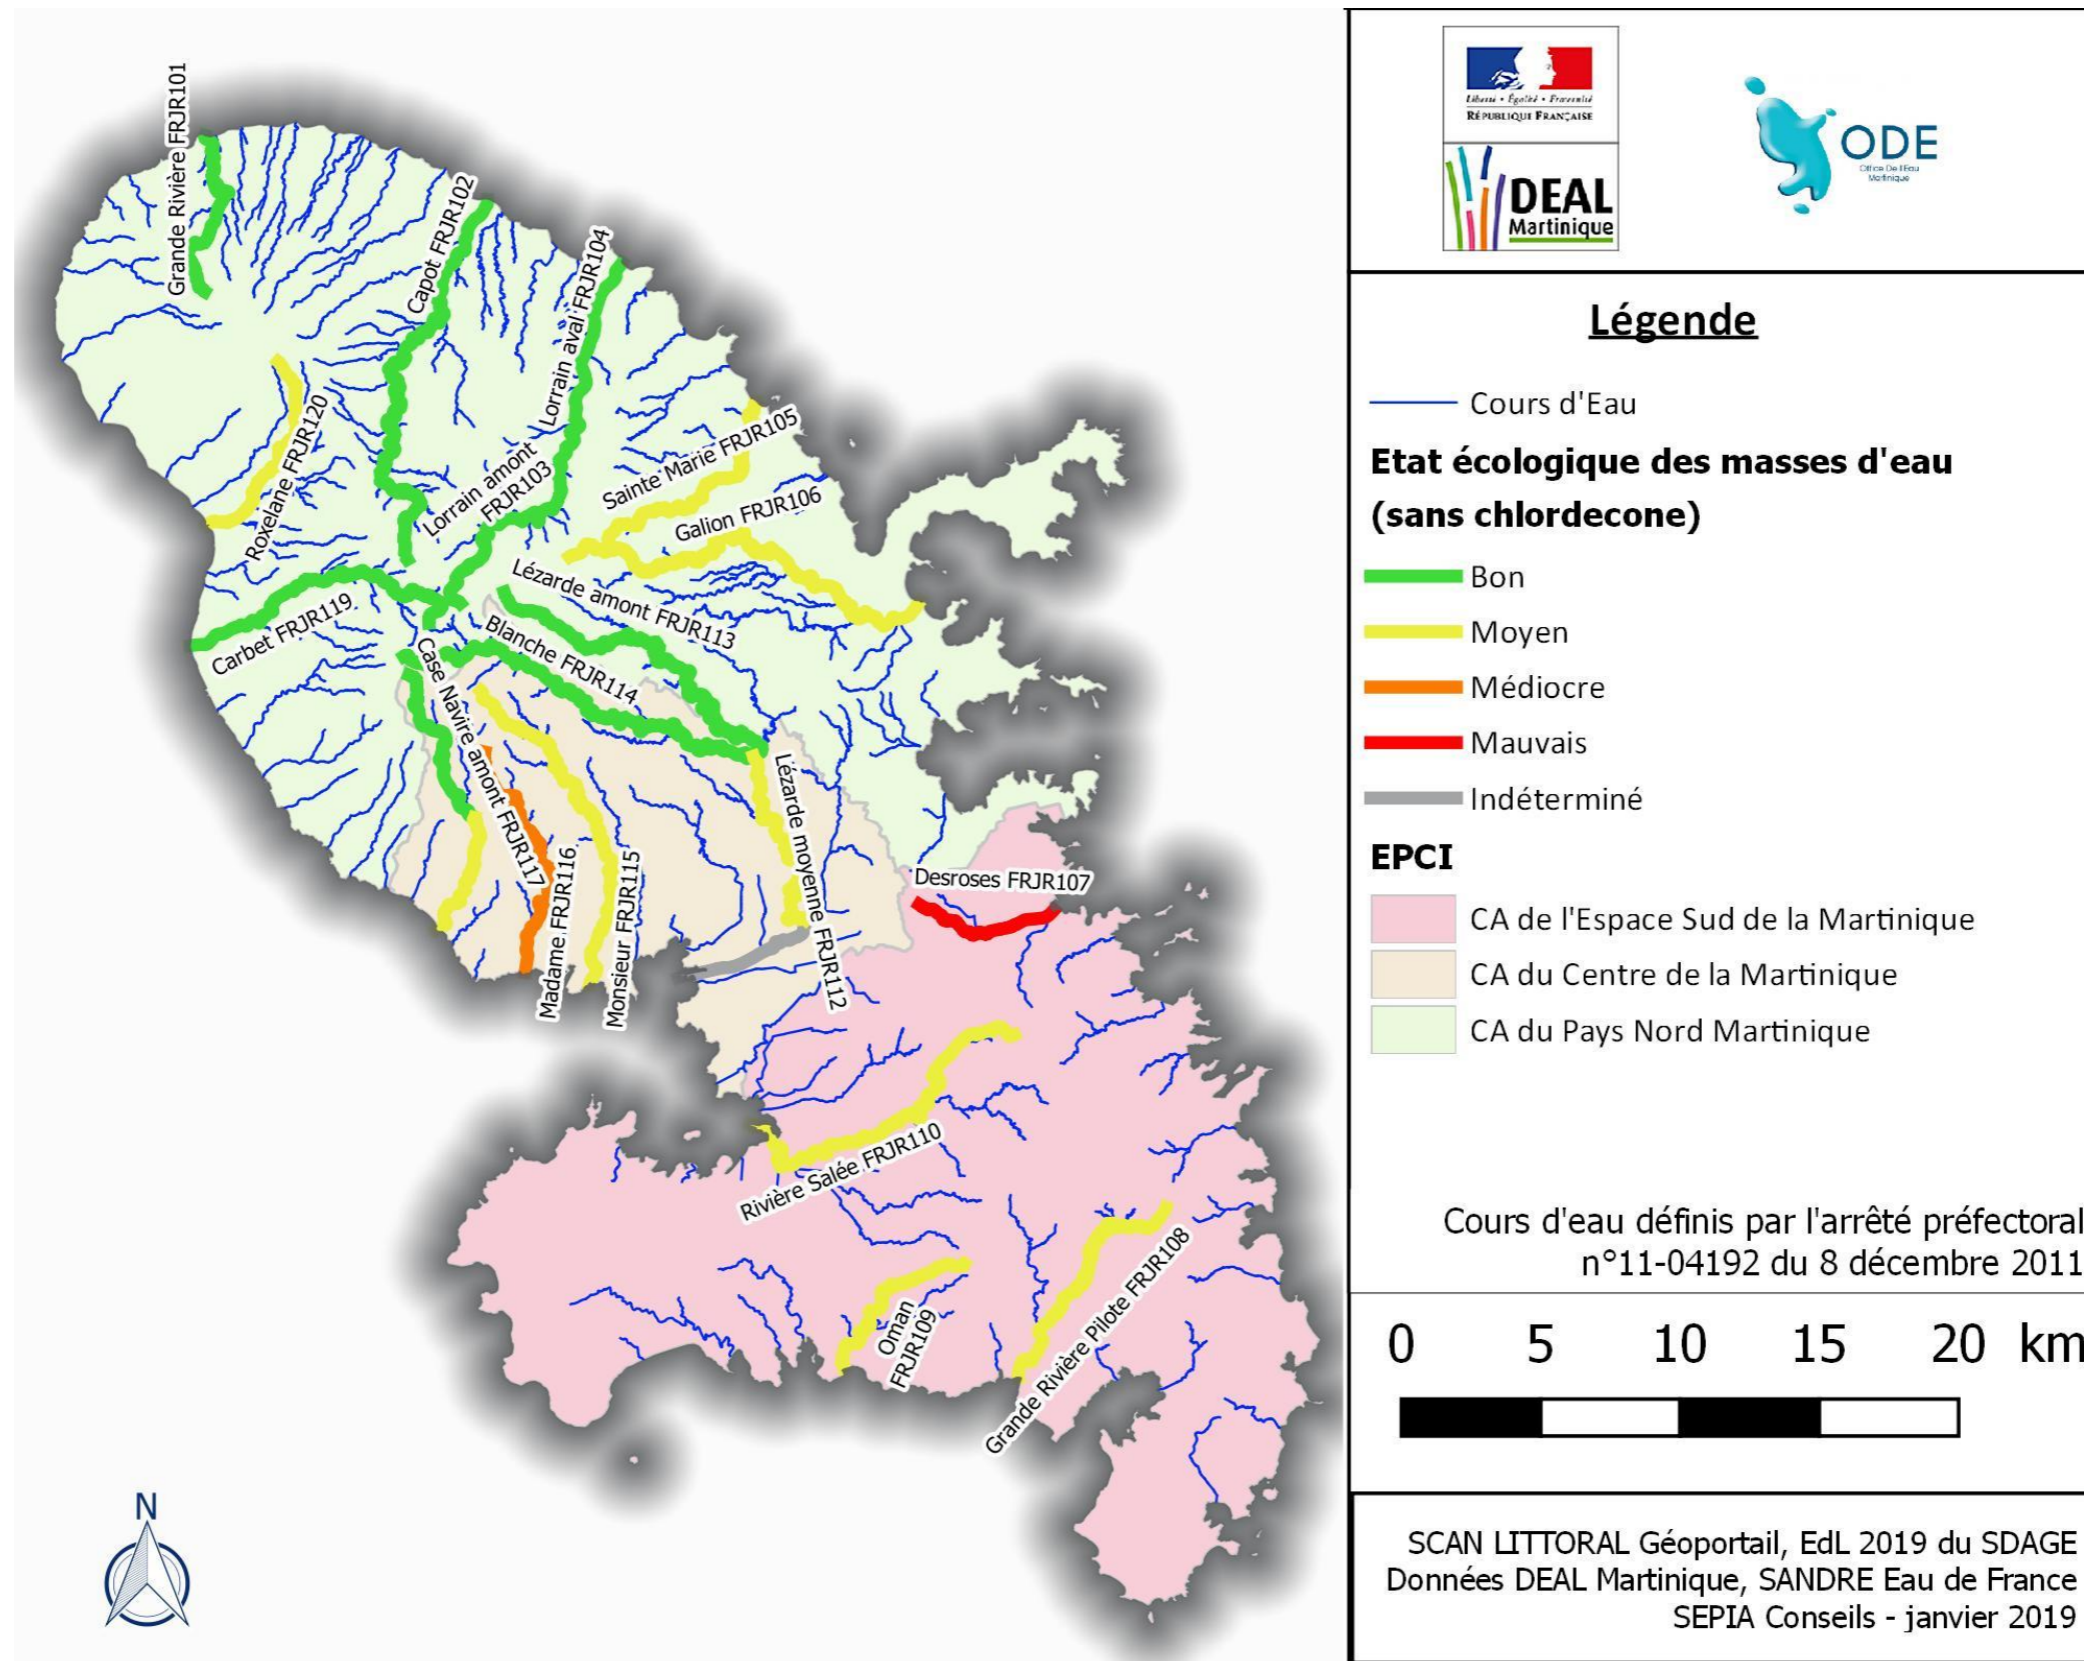 Grande Rivière FRJR101
Capot FRJR102
Lorrain aval FRJR104
Lorrain amont
FRJR103
Roxelane FRJR120
Sainte Marie FRJR105
Galion FRJR106
Lézarde amont FRJR113
Carbet FRJR119
Blanche FRJR114
Case Navire amont FRJR117
Lézarde moyenne FRJR112
Madame FRJR116
Monsieur FRJR115
Desroses FRJR107
Rivière Salée FRJR110
Grande Rivière Pilote FRJR108
Oman
FRJR109
N
Liberté • Égalité • Fraternité
RÉPUBLIQUE FRANÇAISE
DEAL
Martinique
ODE
Office De l'Eau
Martinique
Légende
Cours d'Eau
Etat écologique des masses d'eau
(sans chlordecone)
Bon
Moyen
Médiocre
Mauvais
Indéterminé
EPCI
CA de l'Espace Sud de la Martinique
CA du Centre de la Martinique
CA du Pays Nord Martinique
Cours d'eau définis par l'arrêté préfectoral
n°11-04192 du 8 décembre 2011
0 5 10 15 20 km
SCAN LITTORAL Géoportail, EdL 2019 du SDAGE
Données DEAL Martinique, SANDRE Eau de France
SEPIA Conseils - janvier 2019